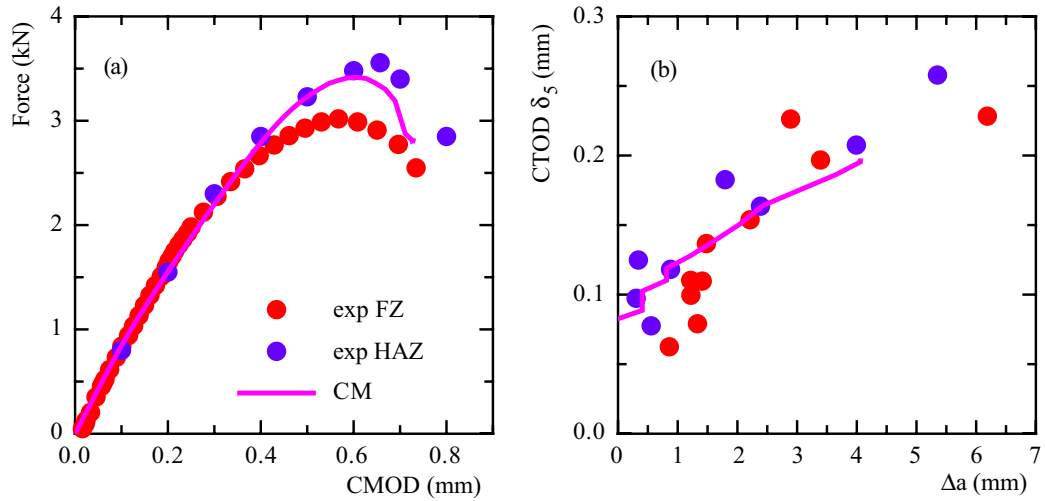 4
3
2
1
0
Force (kN)
(a)
exp FZ
exp HAZ
CM
0.0 0.2 0.4 0.6 0.8
CMOD (mm)
0.3
0.2
0.1
0.0
CTOD δ5 (mm)
(b)
1 2 3 4 5 6 7
Δa (mm)